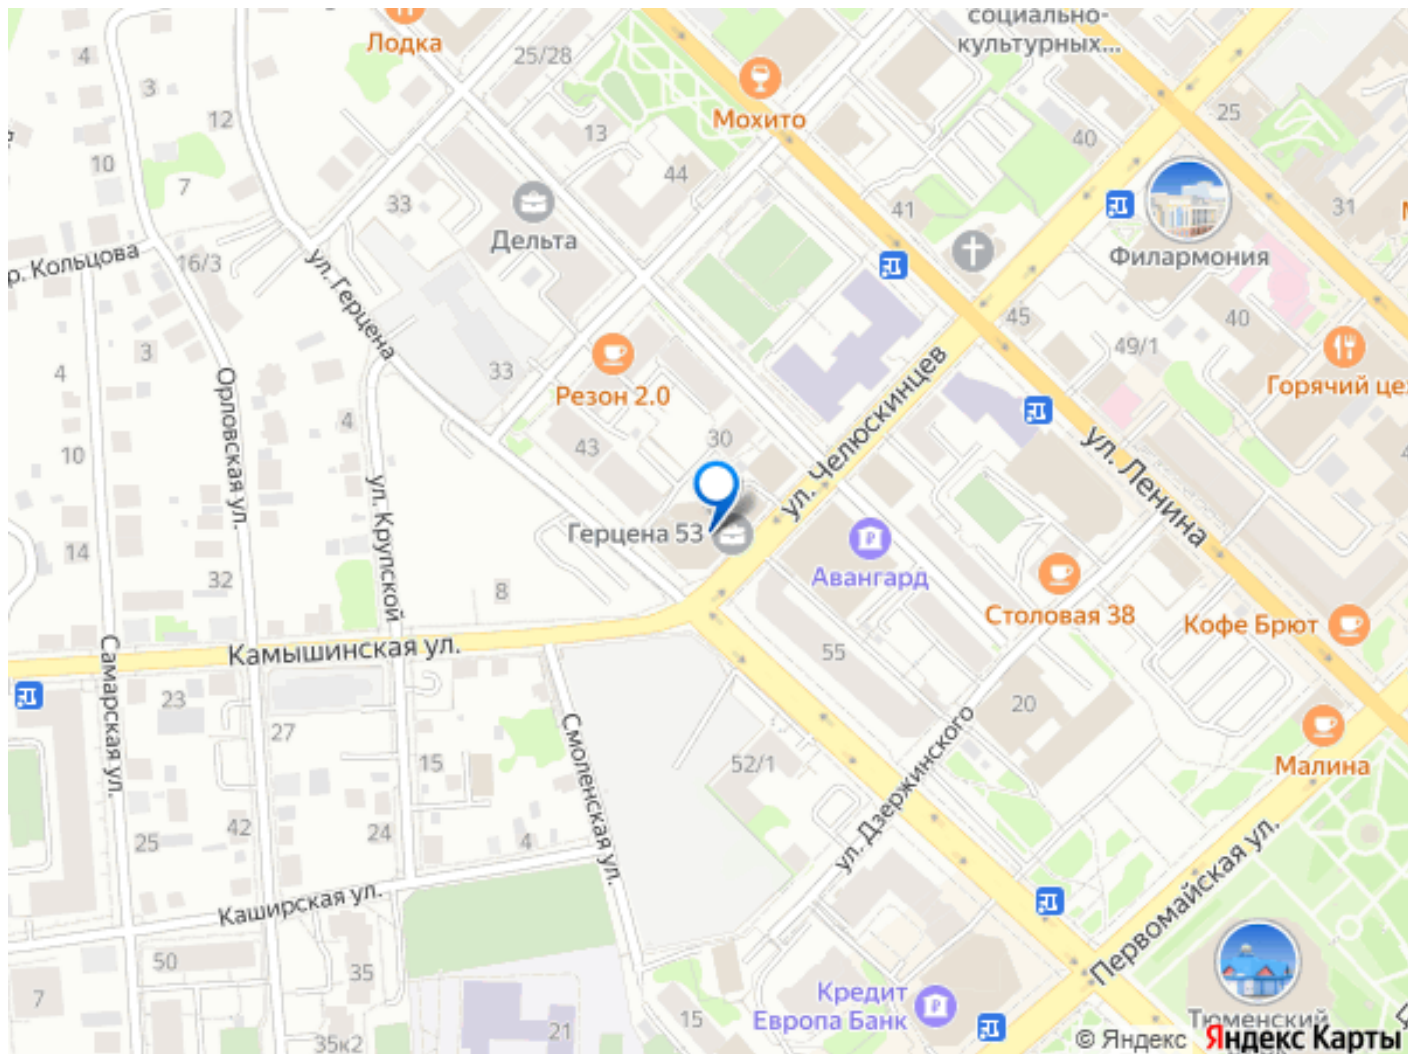 социально-
культурных...
Лодка
25/28
4
3
12
Мохито
25
13
40
10
7
44
33
41
31
Дельта
Филармония
р. Кольцова
16/3
ул. Герцена
45
40
49/1
3
4
33
Резон 2.0
Горячий цех
Орловская ул.
4
30
43
10
ул. Челюскинцев
ул. Ленина
ул. Крупской
Герцена 53
14
32
8
Авангард
Столовая 38
Кофе Брют
Камышинская ул.
55
Самарская ул.
23
27
20
Смоленская ул.
15
52/1
ул. Дзержинского
Малина
42
24
25
4
Первомайская ул.
Каширская ул.
50
35
7
Кредит
Европа Банк
15
21
35к2
Тюменский
© Яндекс Яндекс Карты